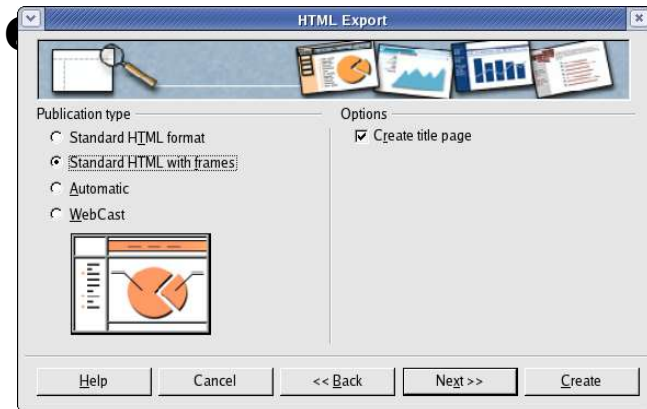 HTML Export
Publication type
Standard HTML format
Standard HTML with frames
Automatic
WebCast
Options
Create title page
Help
Cancel
<< Back
Next >>
Create